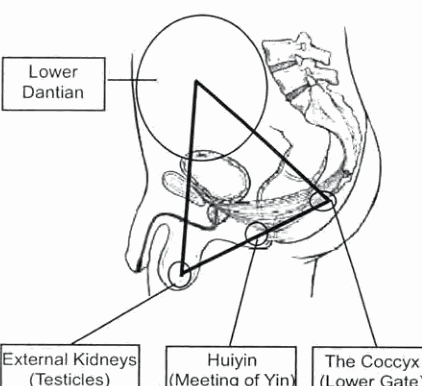 Lower
Dantian
External Kidneys
(Testicles)
Huiyin
(Meeting of Yin)
The Coccyx
(Lower Gate)